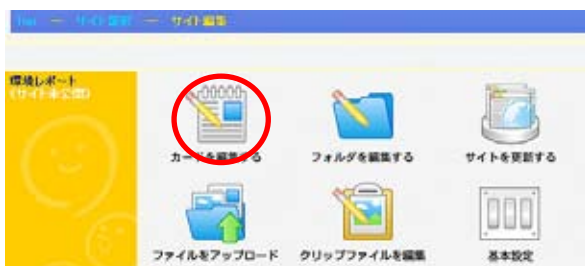 サイト編集
環境レポート
(サイト未公開)
カードを編集する
フォルダを編集する
サイトを更新する
ファイルをアップロード
クリップファイルを編集
基本設定